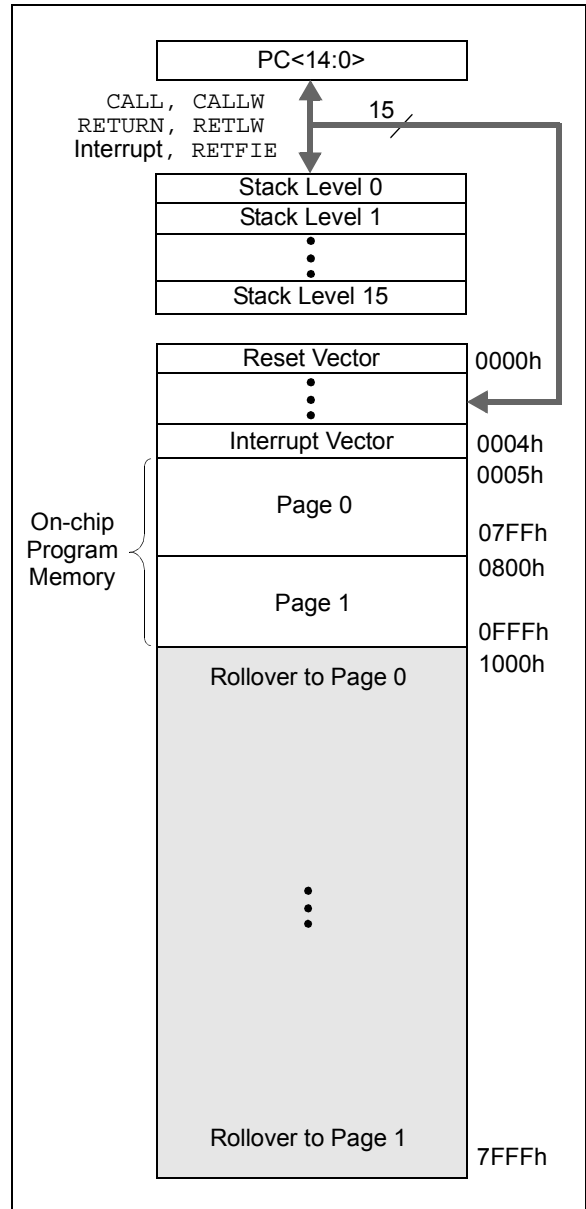 PC<14:0>
CALL, CALLW
RETURN, RETLW
Interrupt, RETFIE
15
Stack Level 0
Stack Level 1
Stack Level 15
Reset Vector
0000h
Interrupt Vector
0004h
0005h
On-chip
Program
Memory
Page 0
07FFh
0800h
Page 1
0FFFh
1000h
Rollover to Page 0
Rollover to Page 1
7FFFh